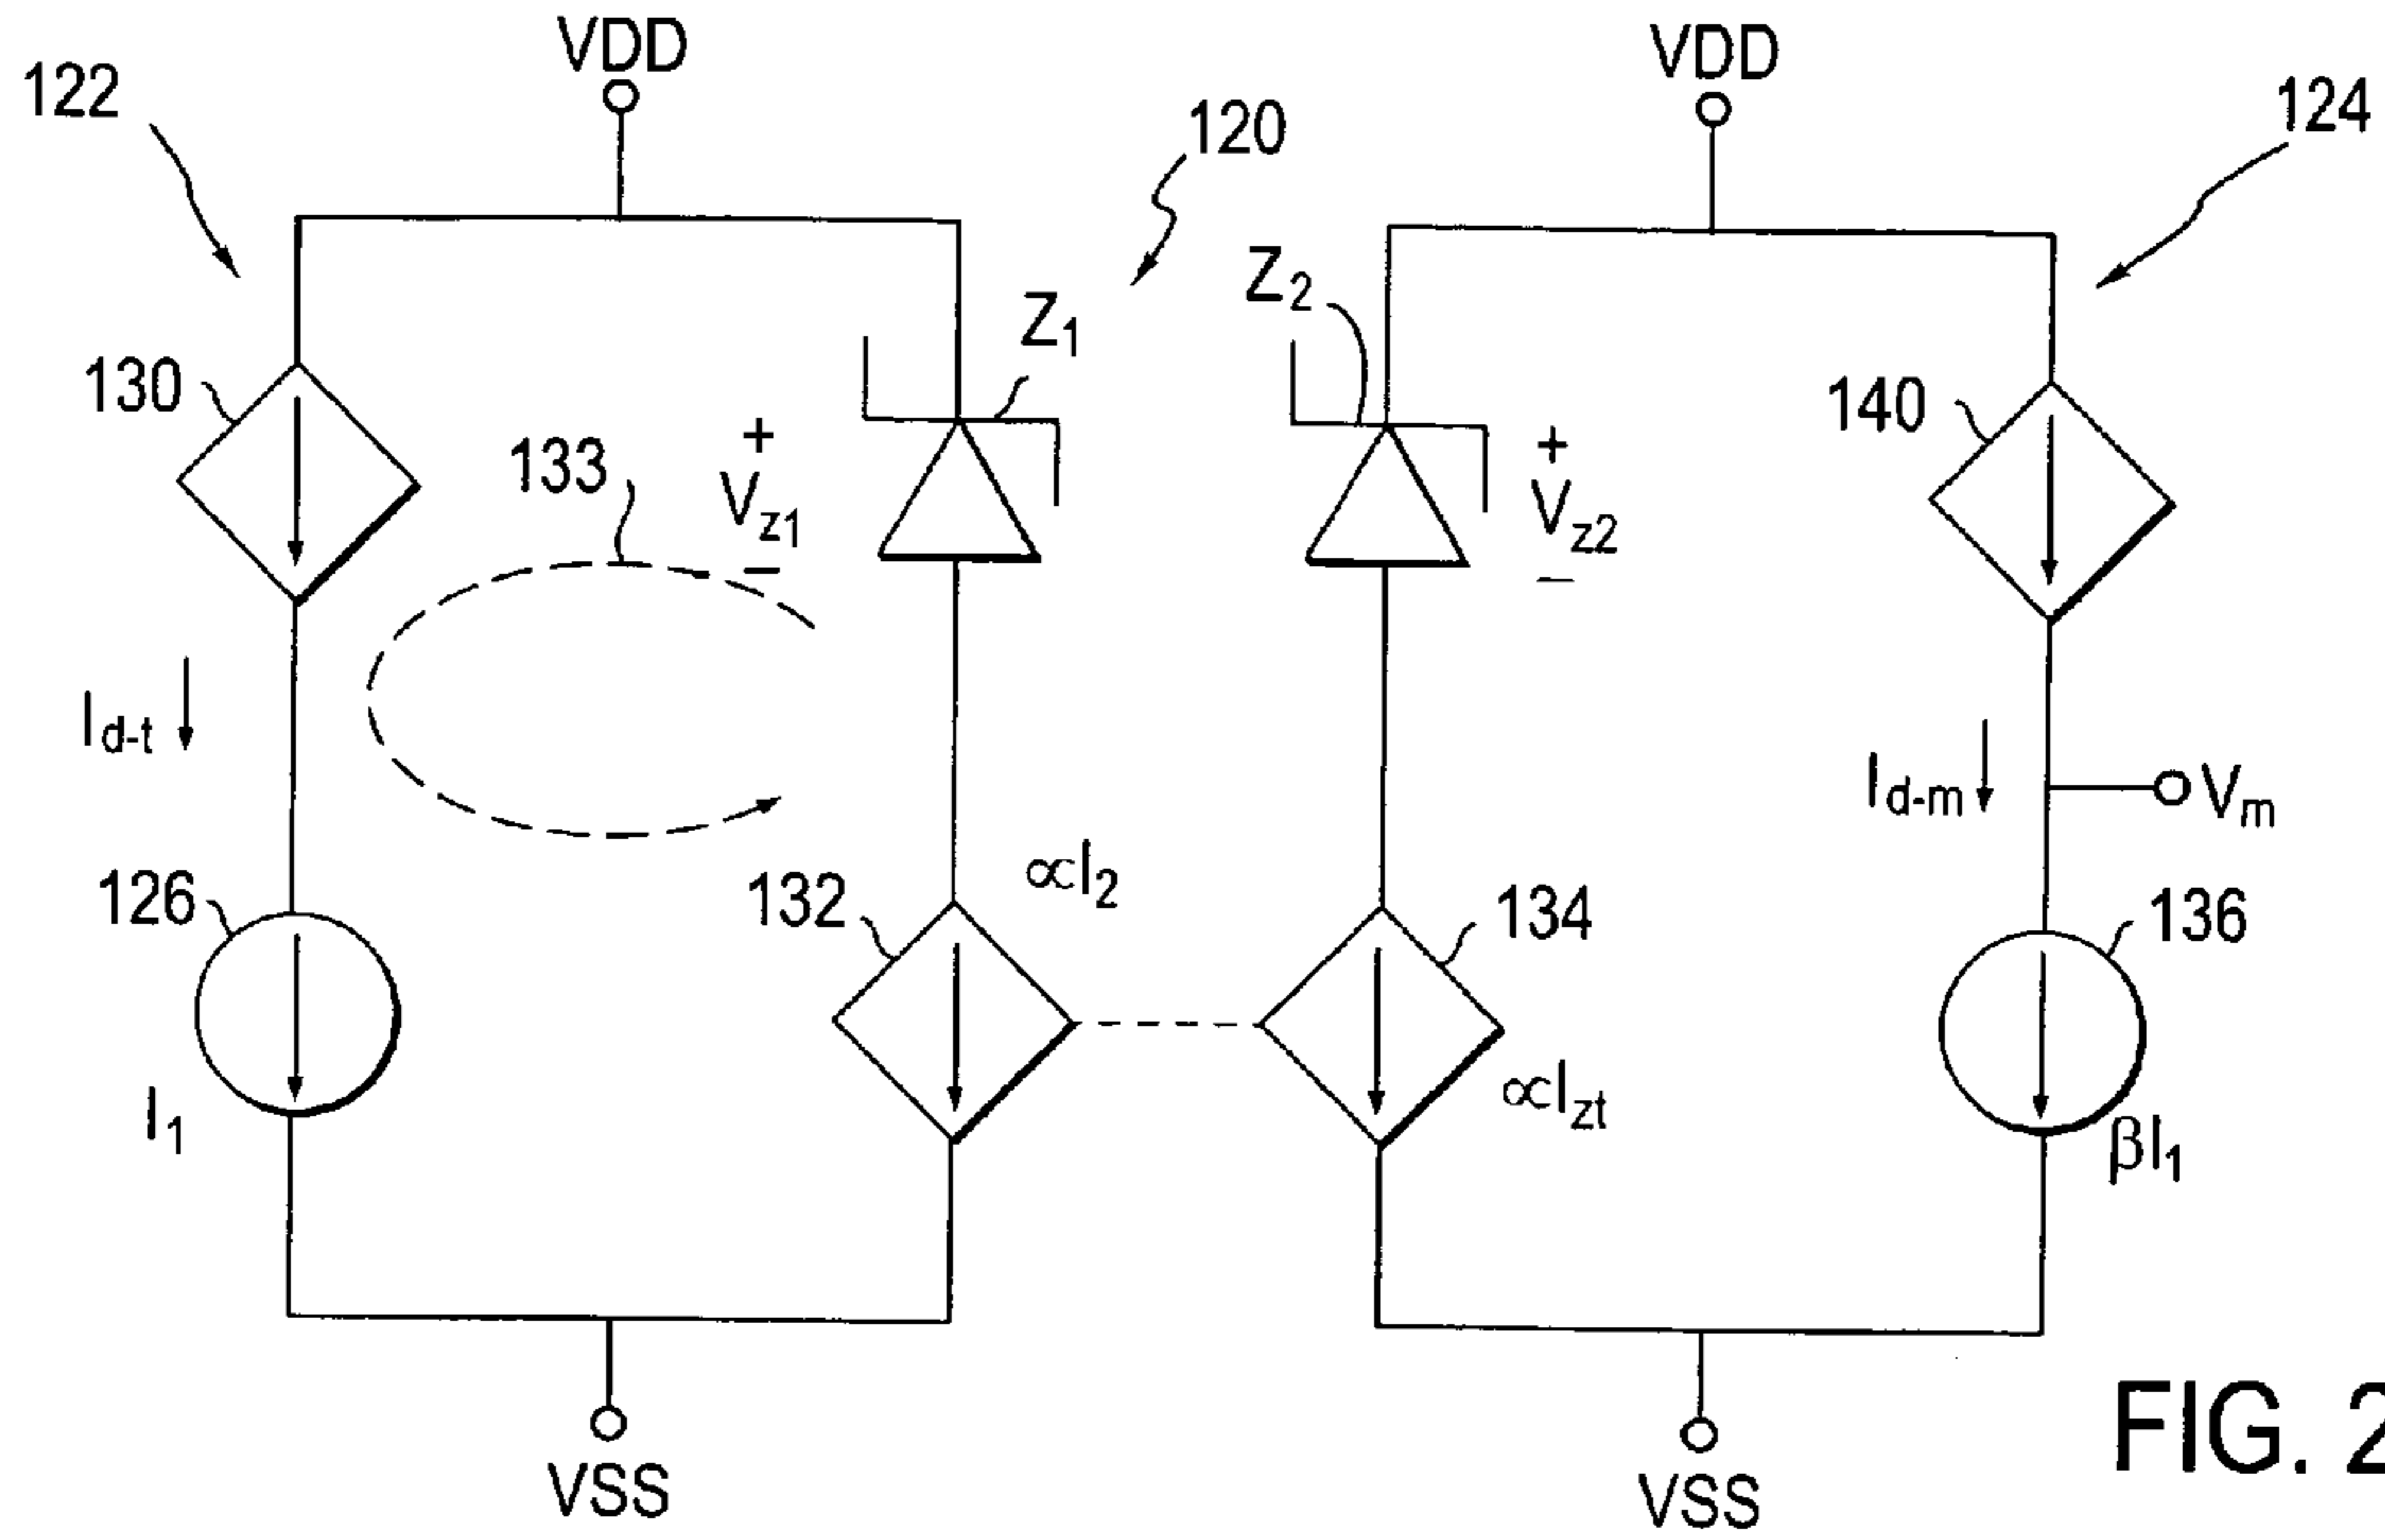 VDD
VDD
122
120
124
Z1
Z2
130
133
+
Vz1
−
+
Vz2
−
140
Id-t
Id-m
Vm
126
132
∝I2
134
136
I1
∝Izt
βI1
VSS
VSS
FIG. 2